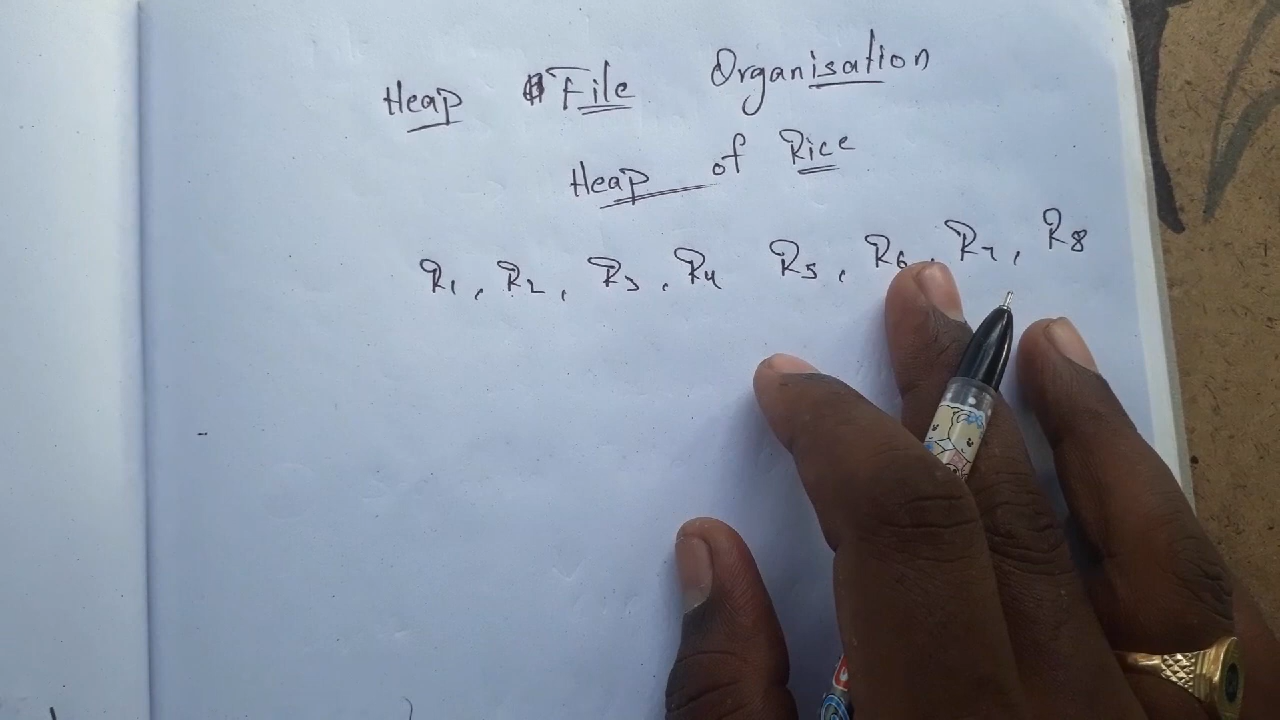 Heap File Organisation
Heap of Rice
R1, R2, R3, R4 R5, R6, R7, R8